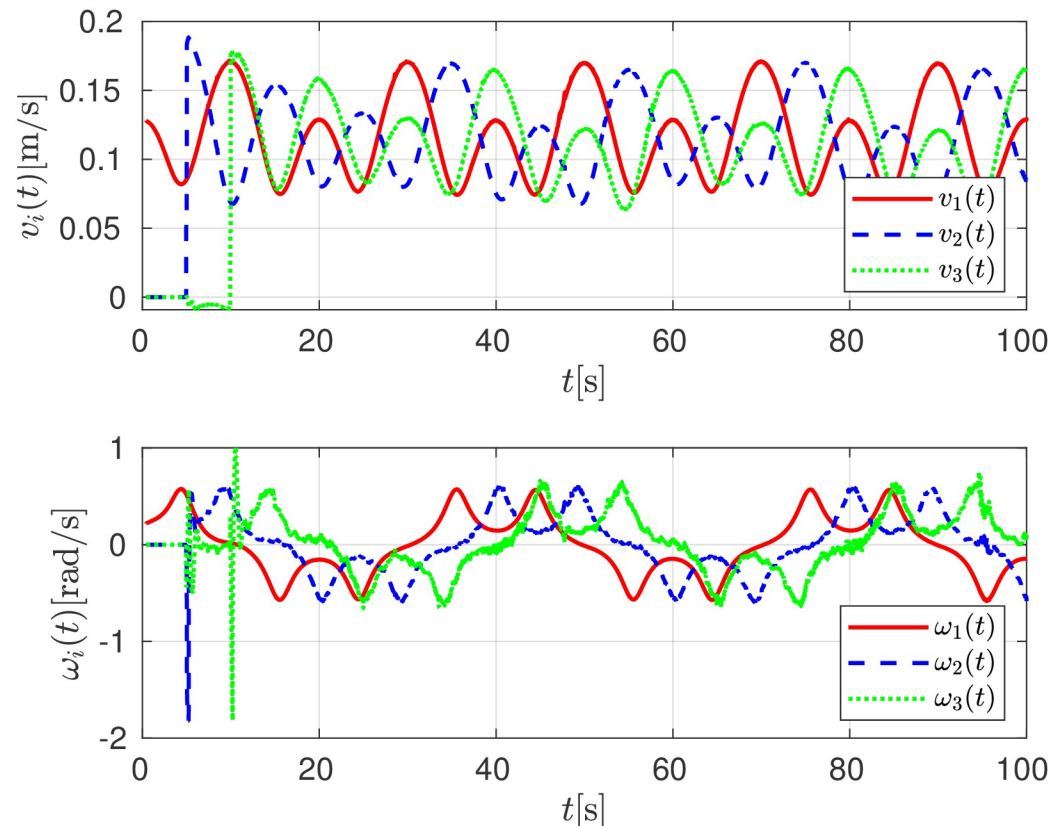 0.2
0.15
0.1
0.05
0
v_i(t)[m/s]
v_1(t)
v_2(t)
v_3(t)
0 20 40 60 80 100
t[s]
1
0
-1
-2
ω_i(t)[rad/s]
ω_1(t)
ω_2(t)
ω_3(t)
0 20 40 60 80 100
t[s]